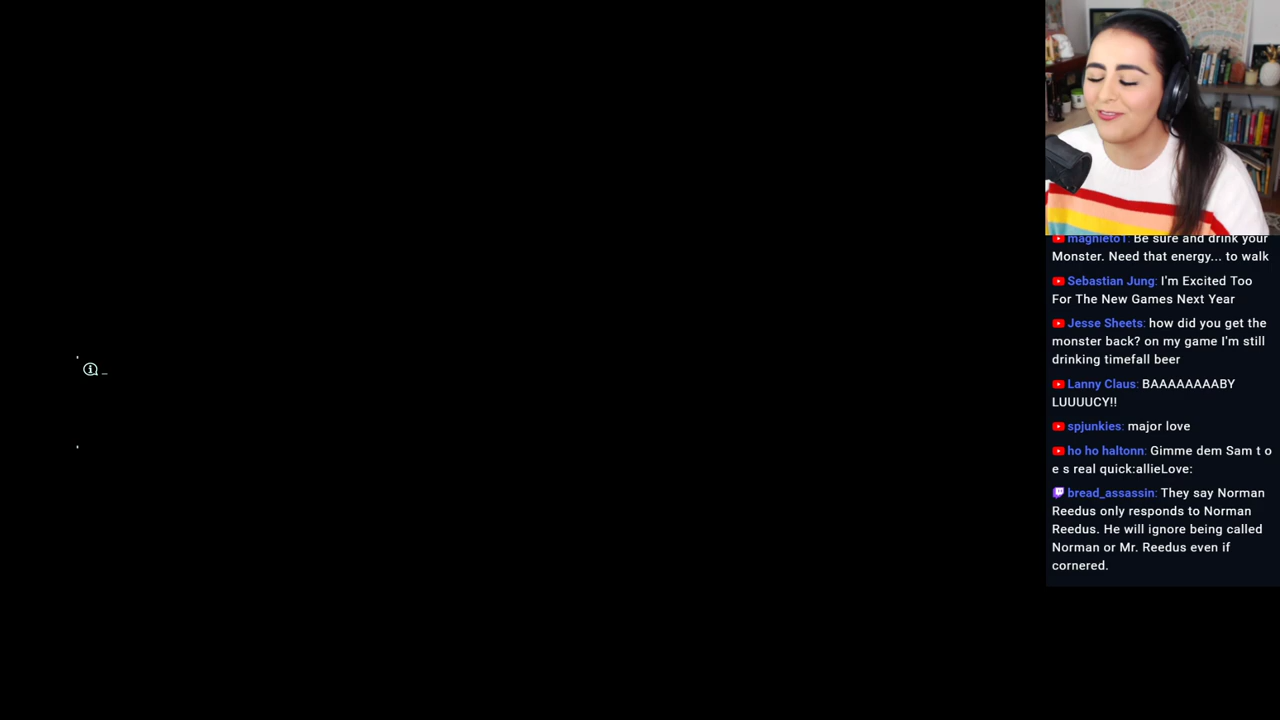 magnieto1: Be sure and drink your
Monster. Need that energy... to walk
Sebastian Jung: I'm Excited Too
For The New Games Next Year
Jesse Sheets: how did you get the
monster back? on my game I'm still
drinking timefall beer
Lanny Claus: BAAAAAAAABY
LUUUUCY!!
spjunkies: major love
ho ho haltonn: Gimme dem Sam t o
e s real quick:allieLove:
bread_assassin: They say Norman
Reedus only responds to Norman
Reedus. He will ignore being called
Norman or Mr. Reedus even if
cornered.